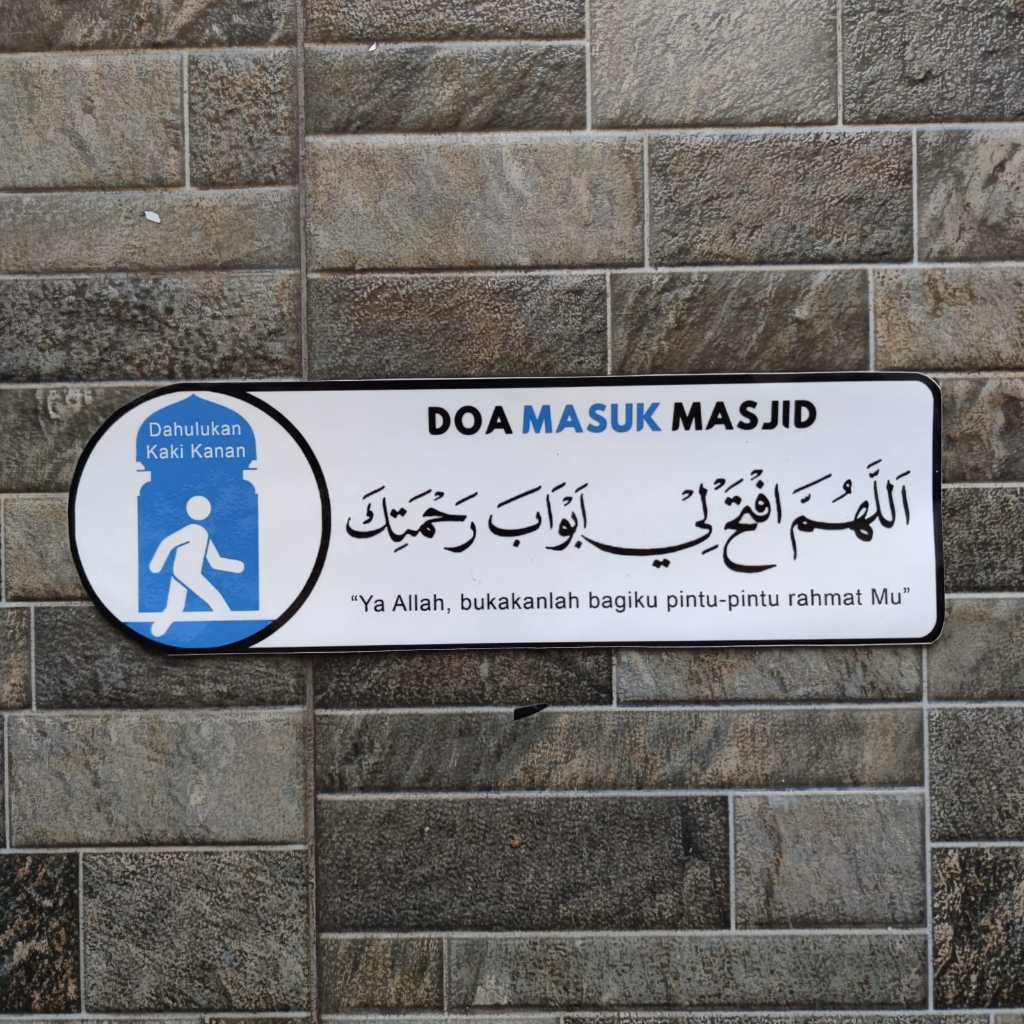 Dahulukan
Kaki Kanan
DOA MASUK MASJID
اَللَّهُمَّ افْتَحْ لِيْ اَبْوَابَ رَحْمَتِكَ
“Ya Allah, bukakanlah bagiku pintu-pintu rahmat Mu”